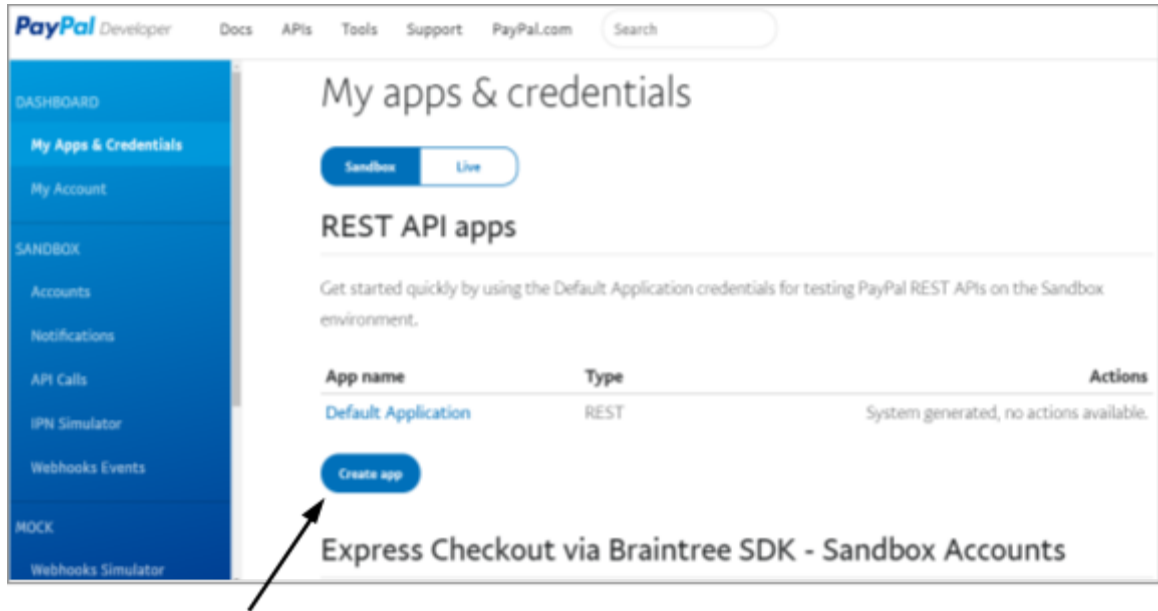 PayPal Developer Docs APIs Tools Support PayPal.com Search
DASHBOARD
My Apps & Credentials
My Account
SANDBOX
Accounts
Notifications
API Calls
IPN Simulator
Webhooks Events
MOCK
Webhooks Simulator
My apps & credentials
Sandbox Live
REST API apps
Get started quickly by using the Default Application credentials for testing PayPal REST APIs on the Sandbox
environment.
App name Type Actions
Default Application REST System generated, no actions available.
Create app
Express Checkout via Braintree SDK - Sandbox Accounts